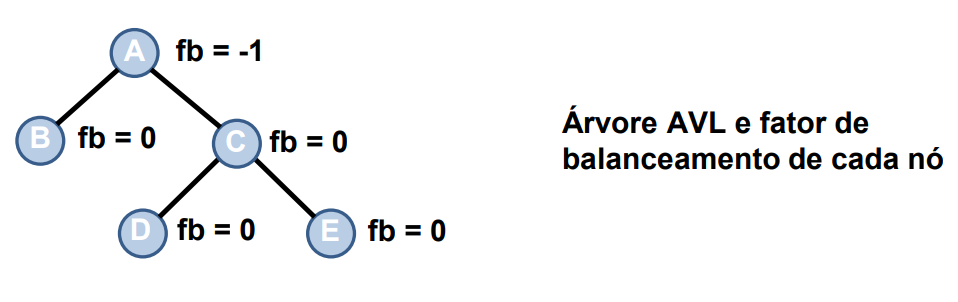 A fb = -1
B fb = 0
C fb = 0
Árvore AVL e fator de
balanceamento de cada nó
D fb = 0
E fb = 0